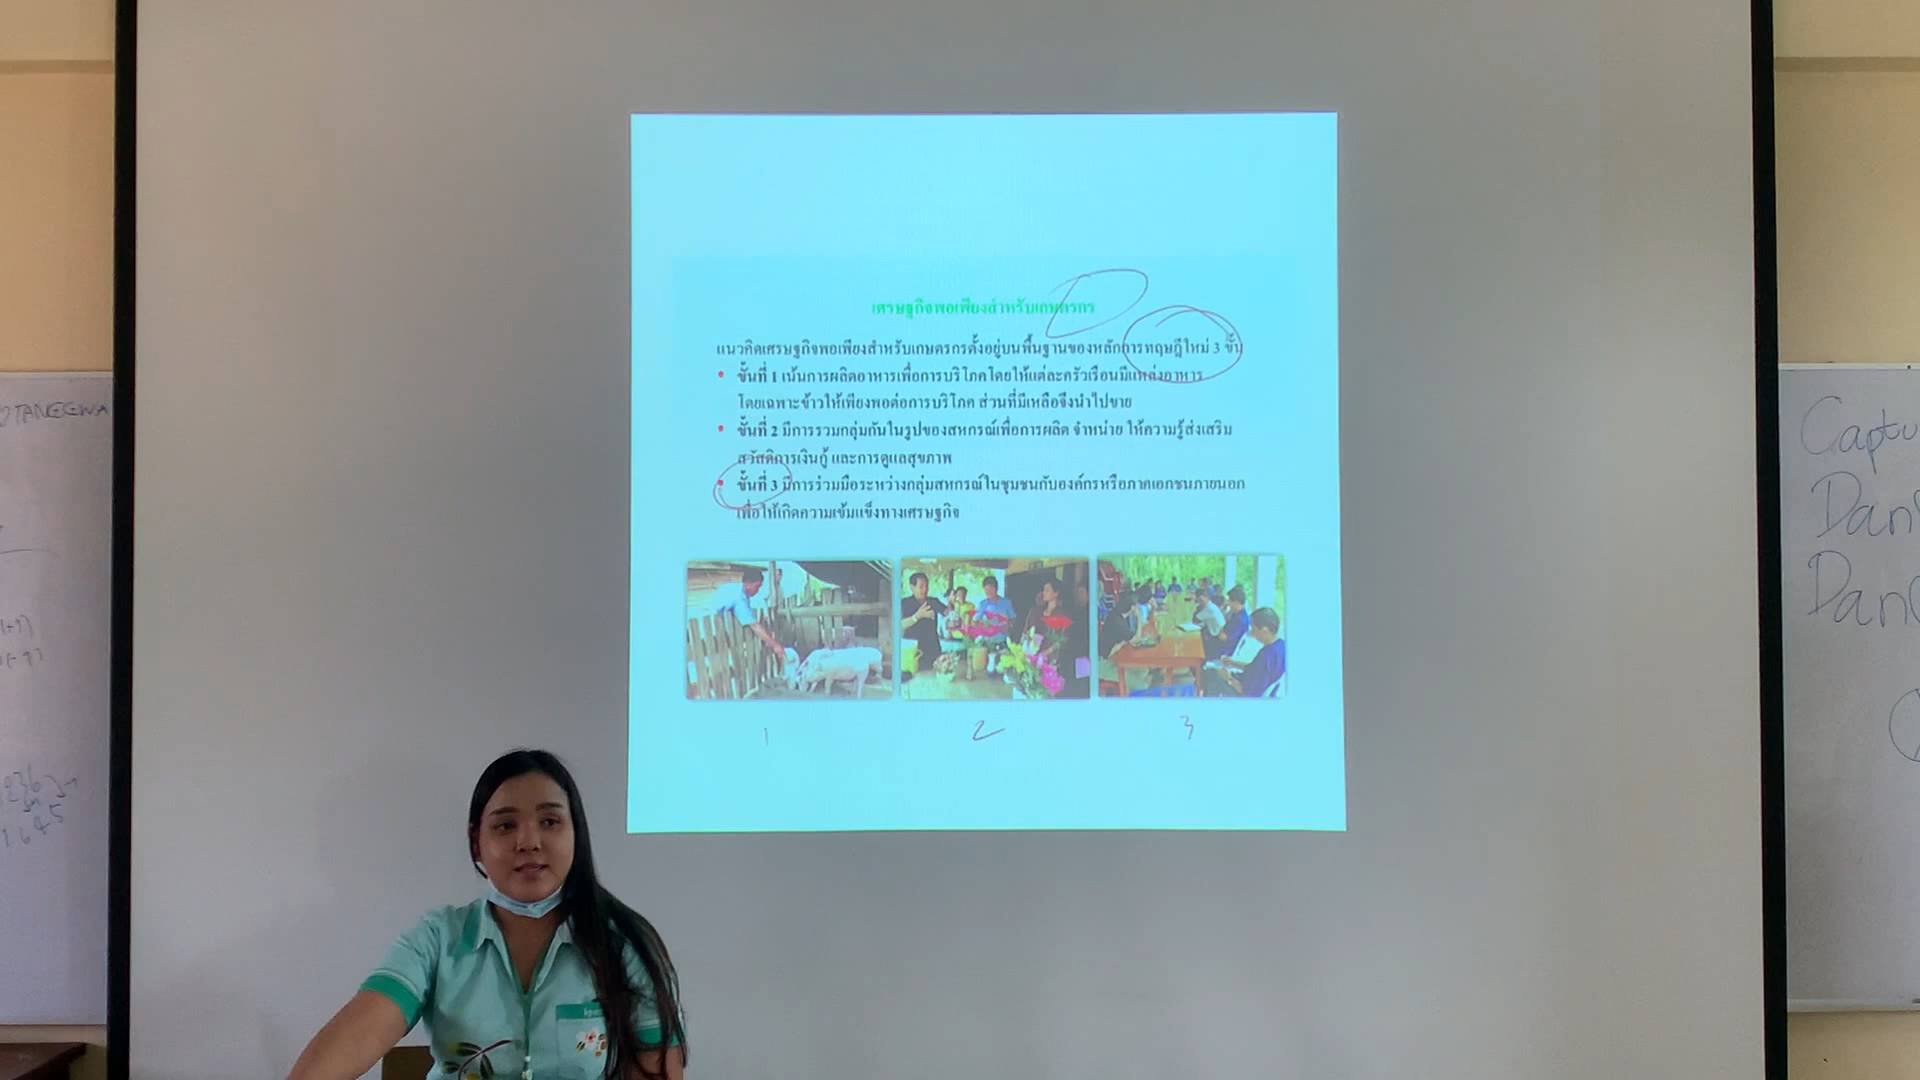 เศรษฐกิจพอเพียงสำหรับเกษตรกร
แนวคิดเศรษฐกิจพอเพียงสำหรับเกษตรกรตั้งอยู่บนพื้นฐานของหลักการทฤษฎีใหม่ 3 ขั้น
• ขั้นที่ 1 เน้นการผลิตอาหารเพื่อการบริโภคโดยให้แต่ละครัวเรือนมีแหล่งอาหาร
โดยเฉพาะข้าวให้เพียงพอต่อการบริโภค ส่วนที่มีเหลือจึงนำไปขาย
• ขั้นที่ 2 มีการรวมกลุ่มกันในรูปของสหกรณ์เพื่อการผลิต จำหน่าย ให้ความรู้ส่งเสริม
สวัสดิการเงินกู้ และการดูแลสุขภาพ
• ขั้นที่ 3 มีการร่วมมือระหว่างกลุ่มสหกรณ์ในชุมชนกับองค์กรหรือภาคเอกชนภายนอก
เพื่อให้เกิดความเข้มแข็งทางเศรษฐกิจ
1 2 3
Captu
Dan
Dan